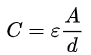 C = ε A/d